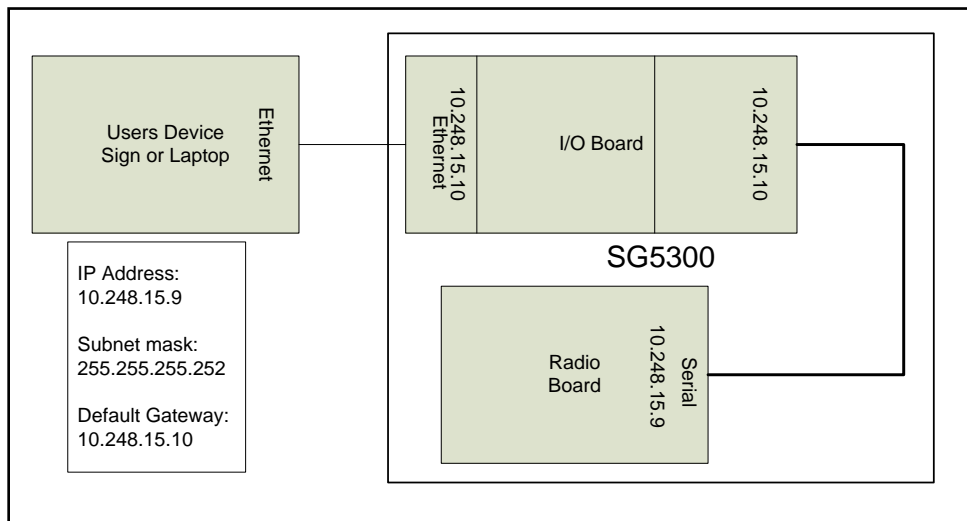 Users Device
Sign or Laptop
Ethernet
IP Address:
10.248.15.9
Subnet mask:
255.255.255.252
Default Gateway:
10.248.15.10
10.248.15.10
Ethernet
I/O Board
10.248.15.10
SG5300
Radio
Board
Serial
10.248.15.9